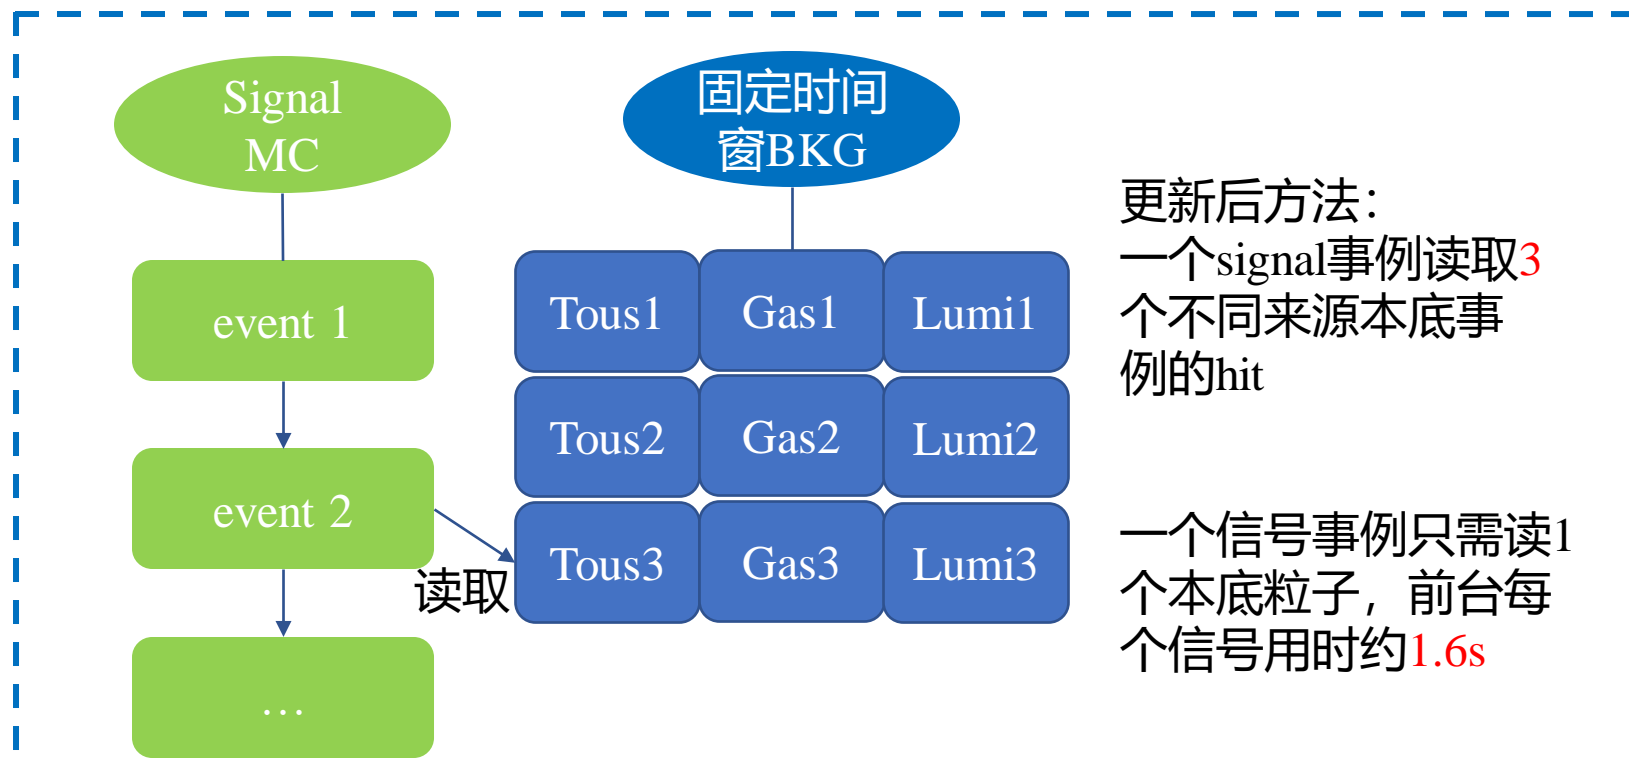 Signal
MC
固定时间
窗BKG
event 1
event 2
…
读取
Tous1
Gas1
Lumi1
Tous2
Gas2
Lumi2
Tous3
Gas3
Lumi3
更新后方法：
一个signal事例读取3
个不同来源本底事
例的hit
一个信号事例只需读1
个本底粒子，前台每
个信号用时约1.6s